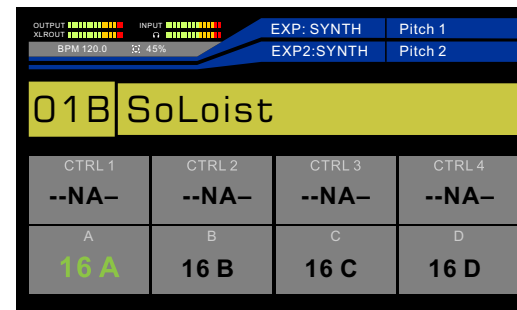 OUTPUT INPUT EXP: SYNTH Pitch 1
XLROUT
BPM 120.0 45% EXP2:SYNTH Pitch 2
01B SoLoist
CTRL 1 CTRL 2 CTRL 3 CTRL 4
--NA– --NA– --NA– --NA–
A B C D
16 A 16 B 16 C 16 D